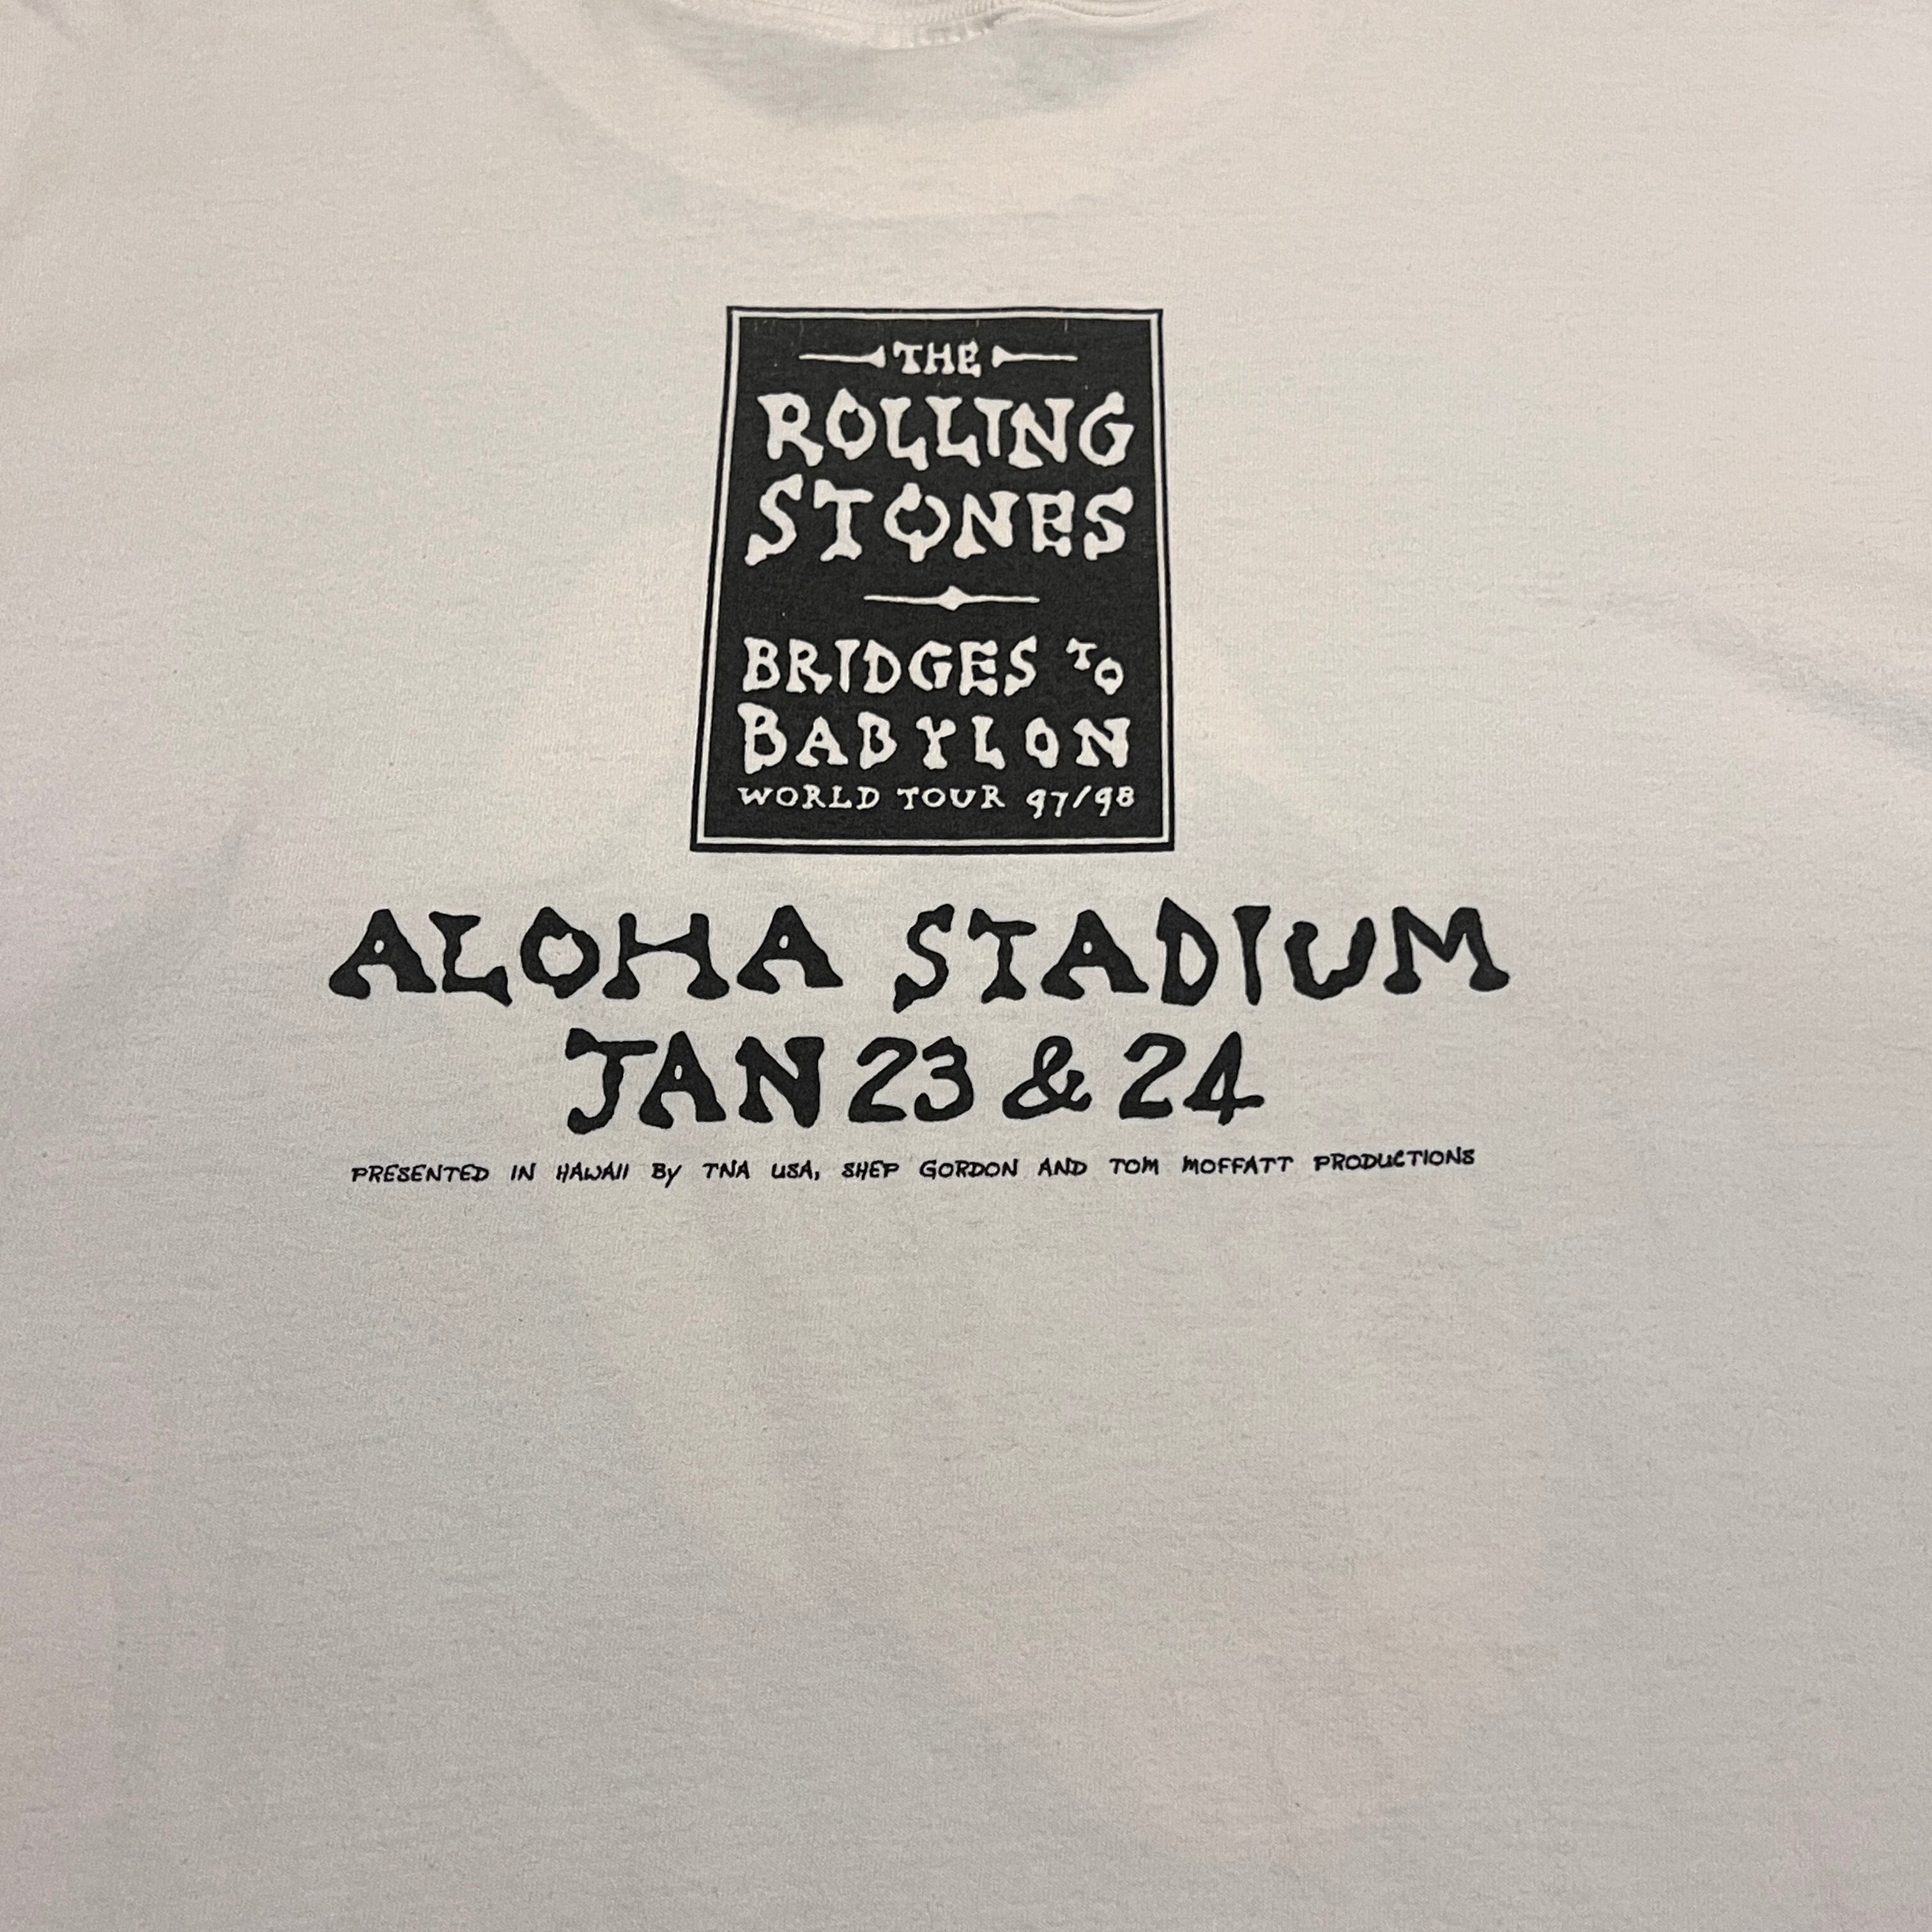 THE
ROLLING
STONES
BRIDGES TO
BABYLON
WORLD TOUR 97/98
ALOHA STADIUM
JAN 23 & 24
PRESENTED IN HAWAII BY TNA USA, SHEP GORDON AND TOM MOFFATT PRODUCTIONS